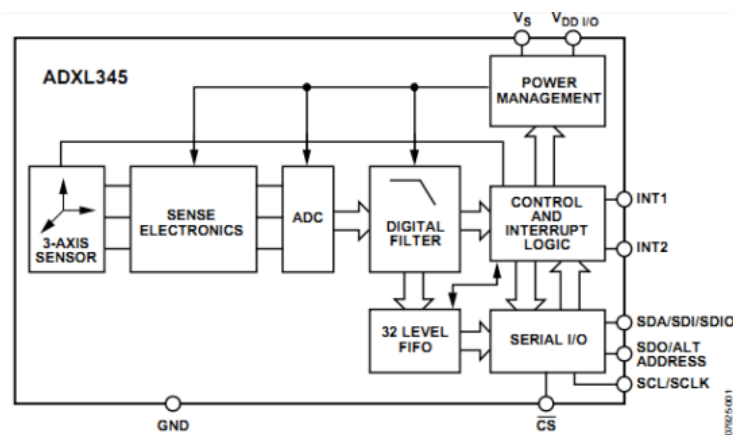 VS
VDD I/O
ADXL345
POWER
MANAGEMENT
3-AXIS
SENSOR
SENSE
ELECTRONICS
ADC
DIGITAL
FILTER
CONTROL
AND
INTERRUPT
LOGIC
INT1
INT2
32 LEVEL
FIFO
SERIAL I/O
SDA/SDI/SDIO
SDO/ALT
ADDRESS
SCL/SCLK
GND
CS
07925-001